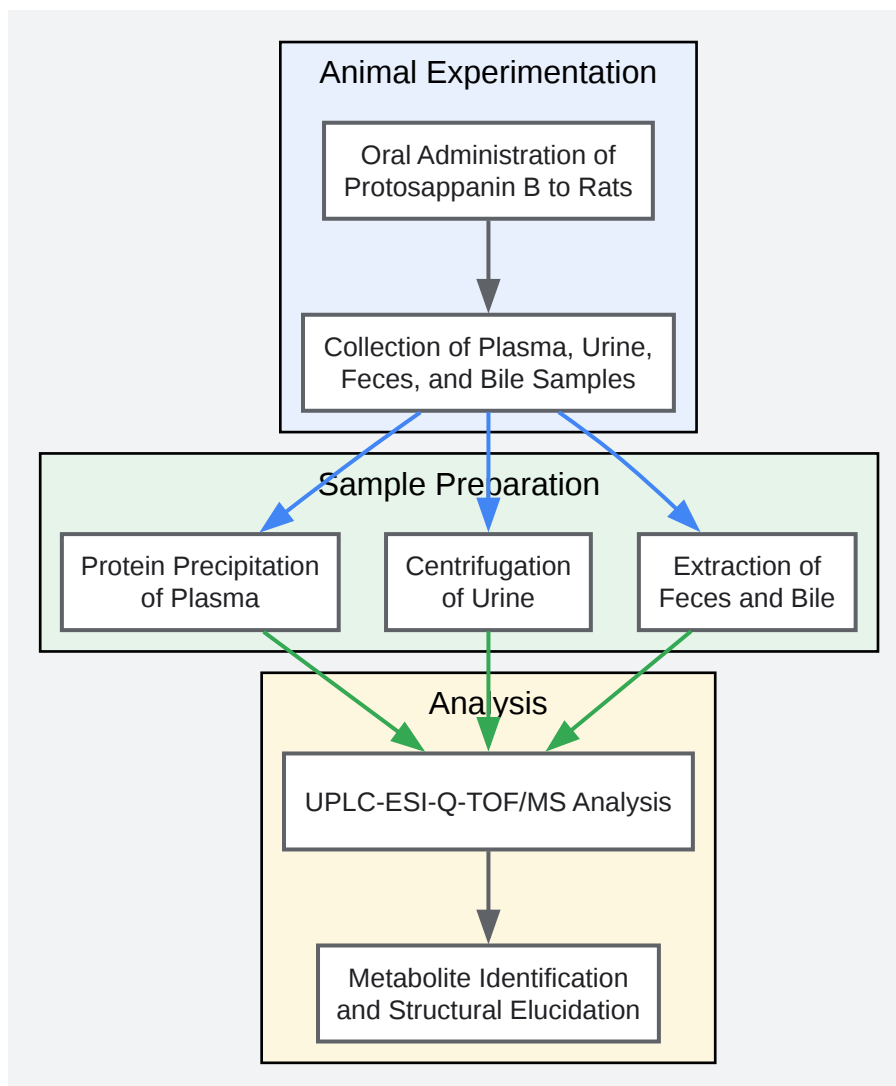 Animal Experimentation
Oral Administration of
Protosappanin B to Rats
Collection of Plasma, Urine,
Feces, and Bile Samples
Sample Preparation
Protein Precipitation
of Plasma
Centrifugation
of Urine
Extraction of
Feces and Bile
Analysis
UPLC-ESI-Q-TOF/MS Analysis
Metabolite Identification
and Structural Elucidation